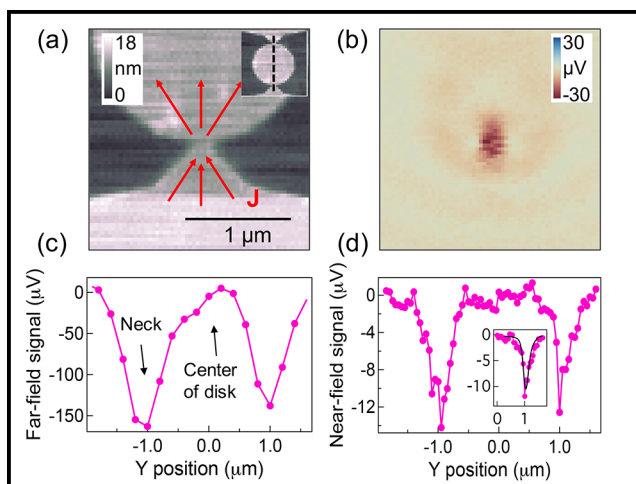 (a)
18
nm
0
J
1 μm
(b)
30
μV
-30
(c)
Far-field signal (μV)
0
-50
-100
-150
Neck
Center
of disk
-1.0
0.0
1.0
Y position (μm)
(d)
Near-field signal (μV)
0
-4
-8
-12
0
-5
-10
0
1
-1.0
0.0
1.0
Y position (μm)